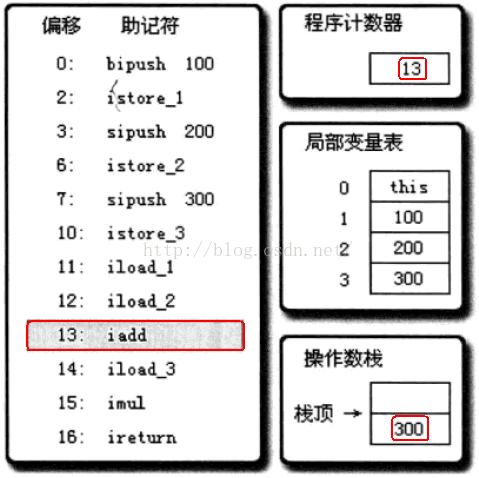 偏移 助记符
0: bipush 100
2: istore_1
3: sipush 200
6: istore_2
7: sipush 300
10: istore_3
11: iload_1
12: iload_2
13: iadd
14: iload_3
15: imul
16: ireturn
程序计数器
13
局部变量表
0 this
1 100
2 200
3 300
操作数栈
栈顶 →
300
http://blog.csdn.net/